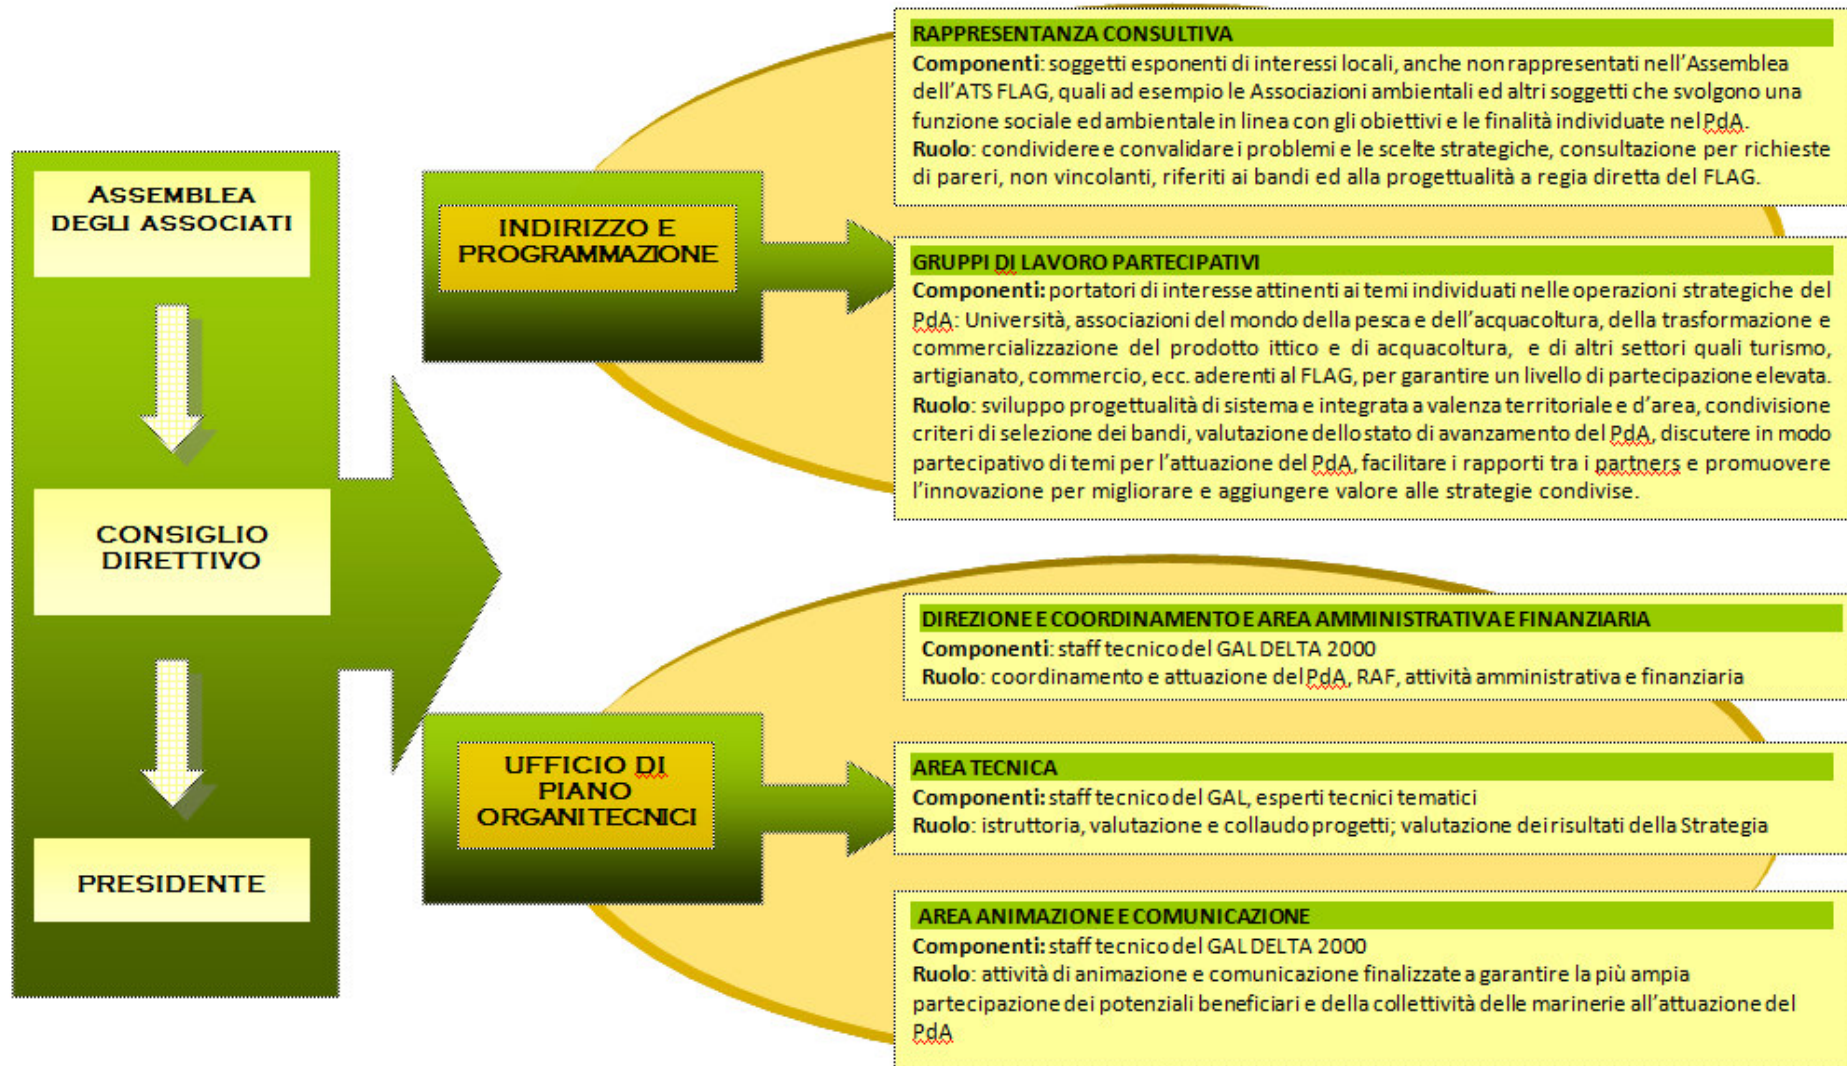 ASSEMBLEA
DEGLI ASSOCIATI
CONSIGLIO
DIRETTIVO
PRESIDENTE
INDIRIZZO E
PROGRAMMAZIONE
RAPPRESENTANZA CONSULTIVA
Componenti: soggetti esponenti di interessi locali, anche non rappresentati nell'Assemblea
dell'ATS FLAG, quali ad esempio le Associazioni ambientali ed altri soggetti che svolgono una
funzione sociale ed ambientale in linea con gli obiettivi e le finalità individuate nel PdA.
Ruolo: condividere e convalidare i problemi e le scelte strategiche, consultazione per richieste
di pareri, non vincolanti, riferiti ai bandi ed alla progettualità a regia diretta del FLAG.
GRUPPI DI LAVORO PARTECIPATIVI
Componenti: portatori di interesse attinenti ai temi individuati nelle operazioni strategiche del
PdA: Università, associazioni del mondo della pesca e dell'acquacoltura, della trasformazione e
commercializzazione del prodotto ittico e di acquacoltura, e di altri settori quali turismo,
artigianato, commercio, ecc. aderenti al FLAG, per garantire un livello di partecipazione elevata.
Ruolo: sviluppo progettualità di sistema e integrata a valenza territoriale e d'area, condivisione
criteri di selezione dei bandi, valutazione dello stato di avanzamento del PdA, discutere in modo
partecipativo di temi per l'attuazione del PdA, facilitare i rapporti tra i partners e promuovere
l'innovazione per migliorare e aggiungere valore alle strategie condivise.
UFFICIO DI
PIANO
ORGANI TECNICI
DIREZIONE E COORDINAMENTO E AREA AMMINISTRATIVA E FINANZIARIA
Componenti: staff tecnico del GAL DELTA 2000
Ruolo: coordinamento e attuazione del PdA, RAF, attività amministrativa e finanziaria
AREA TECNICA
Componenti: staff tecnico del GAL, esperti tecnici tematici
Ruolo: istruttoria, valutazione e collaudo progetti; valutazione dei risultati della Strategia
AREA ANIMAZIONE E COMUNICAZIONE
Componenti: staff tecnico del GAL DELTA 2000
Ruolo: attività di animazione e comunicazione finalizzate a garantire la più ampia
partecipazione dei potenziali beneficiari e della collettività delle marinerie all'attuazione del
PdA